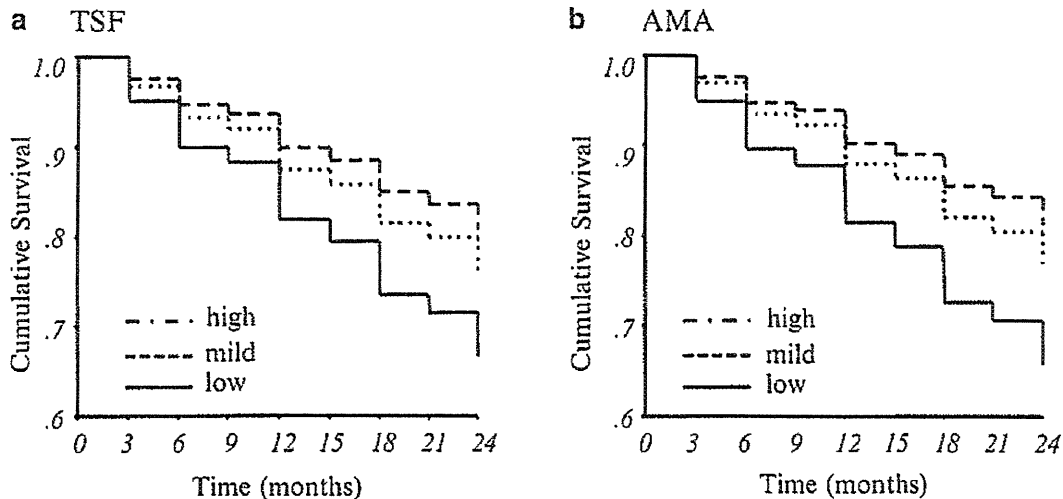 a TSF
1.0
.9
.8
.7
.6
Cumulative Survival
high
mild
low
0 3 6 9 12 15 18 21 24
Time (months)
b AMA
1.0
.9
.8
.7
.6
Cumulative Survival
high
mild
low
0 3 6 9 12 15 18 21 24
Time (months)